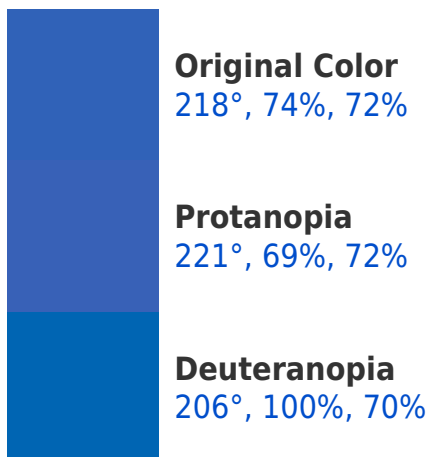 Original Color
218°, 74%, 72%
Protanopia
221°, 69%, 72%
Deuteranopia
206°, 100%, 70%